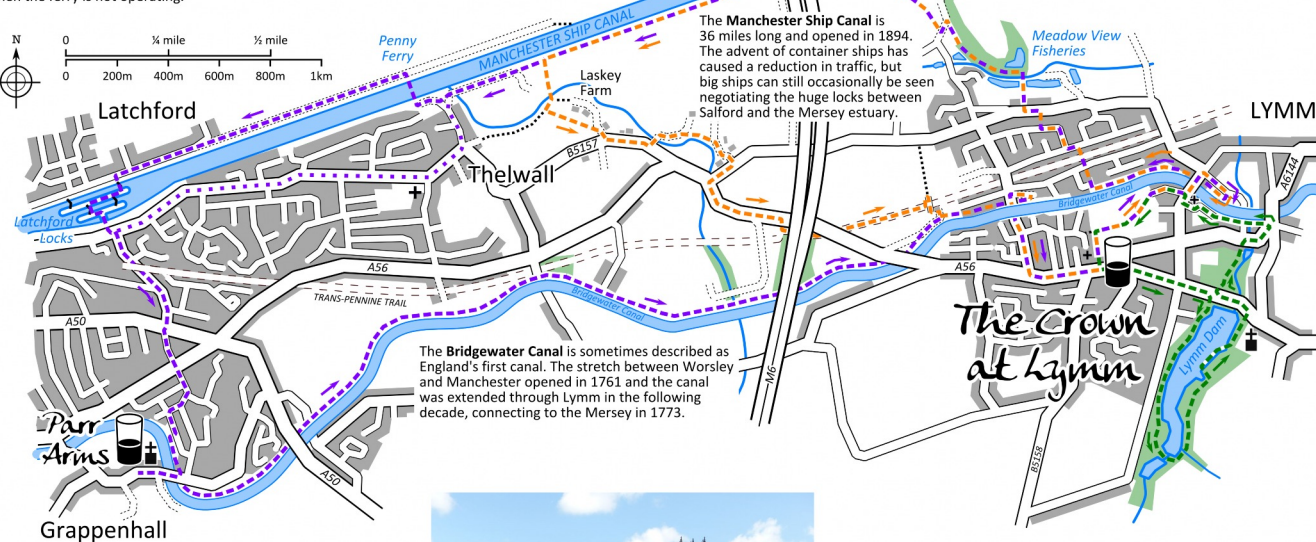 when the ferry is not operating.
N
0 ¼ mile ½ mile
0 200m 400m 600m 800m 1km
Penny
Ferry
MANCHESTER SHIP CANAL
The Manchester Ship Canal is
36 miles long and opened in 1894.
The advent of container ships has
caused a reduction in traffic, but
big ships can still occasionally be seen
negotiating the huge locks between
Salford and the Mersey estuary.
Meadow View
Fisheries
Laskey
Farm
Latchford
LYMM
B5157
Thelwall
A6144
Bridgewater Canal
Latchford
Locks
A56
A56
TRANS-PENNINE TRAIL
Bridgewater Canal
A50
The Crown
at Lymm
Lymm Dam
The Bridgewater Canal is sometimes described as
England's first canal. The stretch between Worsley
and Manchester opened in 1761 and the canal
was extended through Lymm in the following
decade, connecting to the Mersey in 1773.
M6
Parr
Arms
A50
B5158
Grappenhall